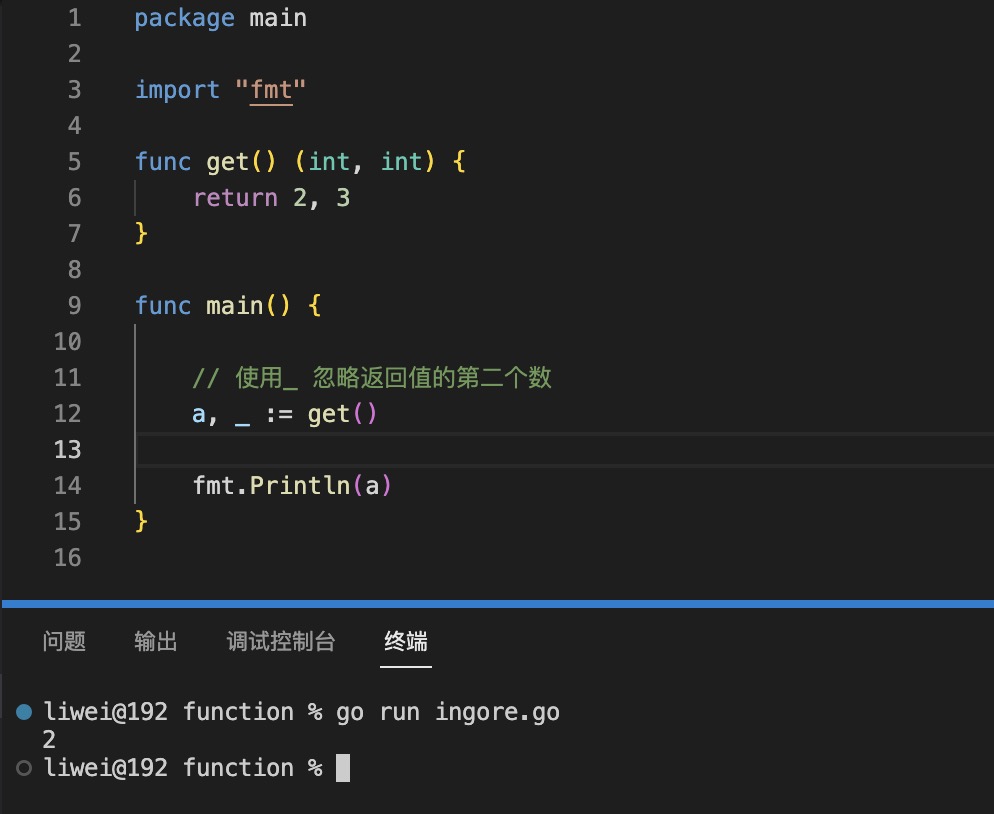 1 package main
2
3 import "fmt"
4
5 func get() (int, int) {
6     return 2, 3
7 }
8
9 func main() {
10
11     // 使用_ 忽略返回值的第二个数
12     a, _ := get()
13
14     fmt.Println(a)
15 }
16
问题 输出 调试控制台 终端
liwei@192 function % go run ingore.go
2
liwei@192 function %